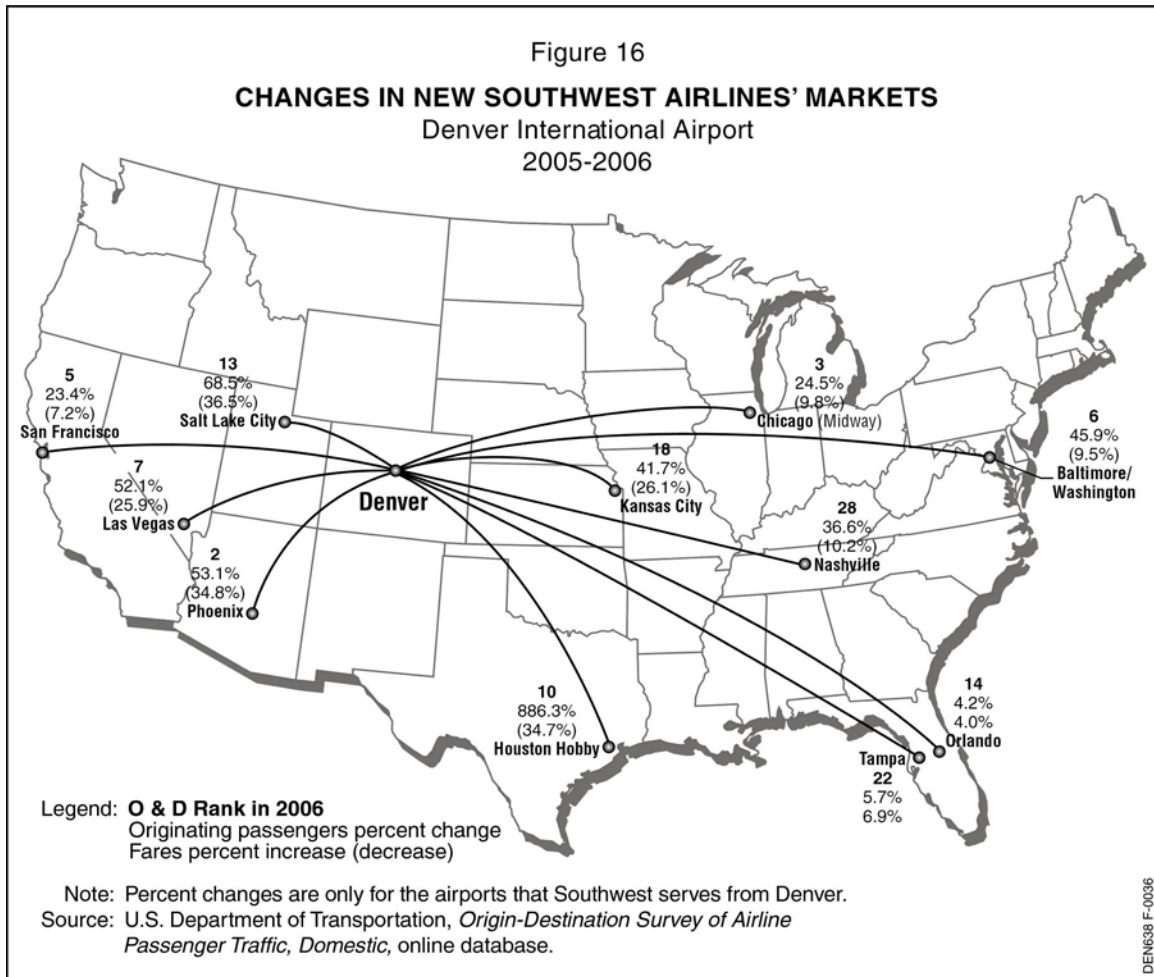 Figure 16
CHANGES IN NEW SOUTHWEST AIRLINES' MARKETS
Denver International Airport
2005-2006
5
23.4%
(7.2%)
San Francisco
13
68.5%
(36.5%)
Salt Lake City
3
24.5%
(9.8%)
Chicago (Midway)
6
45.9%
(9.5%)
Baltimore/
Washington
7
52.1%
(25.9%)
Las Vegas
Denver
18
41.7%
(26.1%)
Kansas City
28
36.6%
(10.2%)
Nashville
2
53.1%
(34.8%)
Phoenix
10
886.3%
(34.7%)
Houston Hobby
14
4.2%
4.0%
Orlando
Tampa
22
5.7%
6.9%
Legend: O & D Rank in 2006
Originating passengers percent change
Fares percent increase (decrease)
Note: Percent changes are only for the airports that Southwest serves from Denver.
Source: U.S. Department of Transportation, Origin-Destination Survey of Airline
Passenger Traffic, Domestic, online database.
DEN638 F-0036